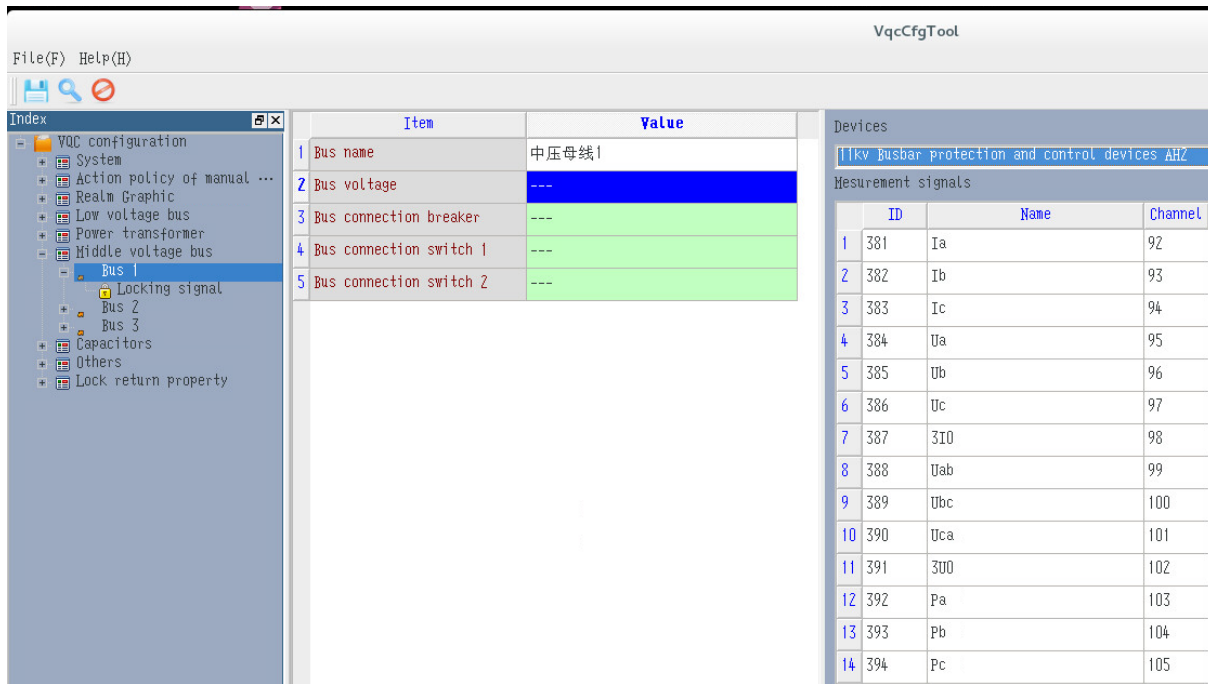 VqcCfgTool
File(F) Help(H)
Index
VQC configuration
System
Action policy of manual ...
Realm Graphic
Low voltage bus
Power transformer
Middle voltage bus
Bus 1
Locking signal
Bus 2
Bus 3
Capacitors
Others
Lock return property
Item Value
1 Bus name 中压母线1
2 Bus voltage ---
3 Bus connection breaker ---
4 Bus connection switch 1 ---
5 Bus connection switch 2 ---
Devices
11kv Busbar protection and control devices AH2
Mesurement signals
ID Name Channel
1 381 Ia 92
2 382 Ib 93
3 383 Ic 94
4 384 Ua 95
5 385 Ub 96
6 386 Uc 97
7 387 3I0 98
8 388 Uab 99
9 389 Ubc 100
10 390 Uca 101
11 391 3U0 102
12 392 Pa 103
13 393 Pb 104
14 394 Pc 105